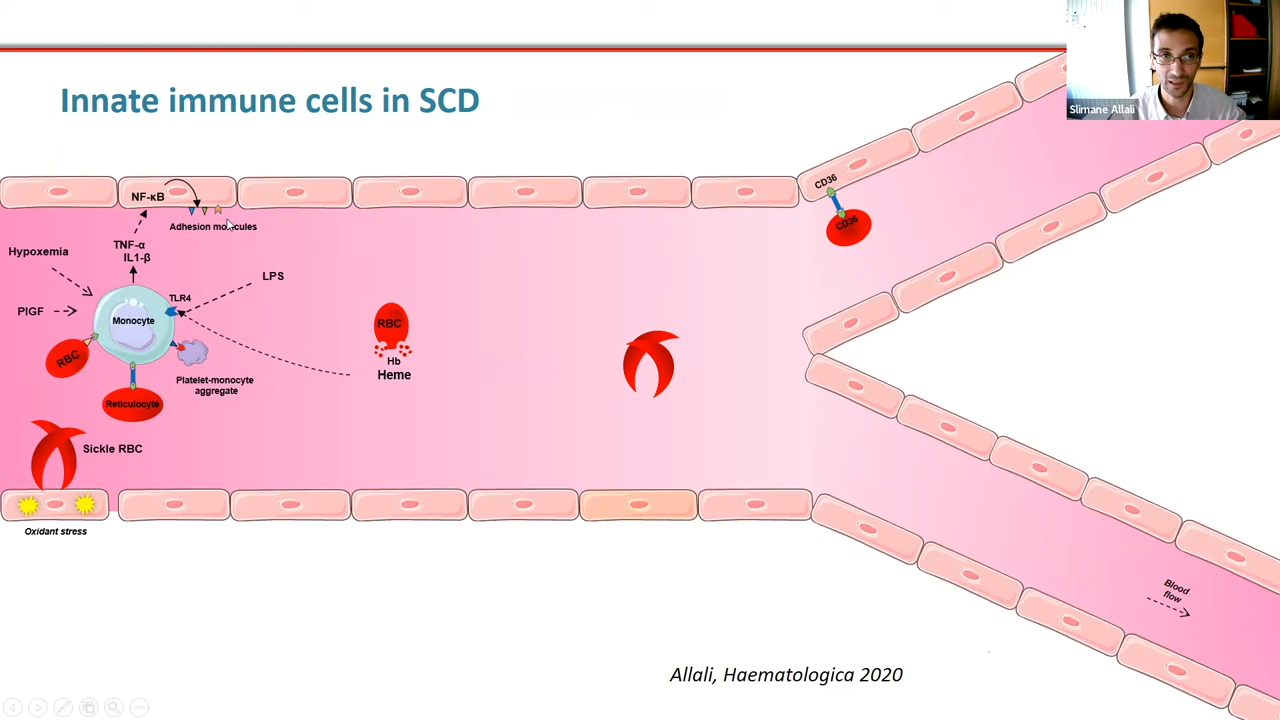 Slimane Allali
Innate immune cells in SCD
CD36
NF-κB
Adhesion molecules
CD36
TNF-α
IL1-β
Hypoxemia
LPS
TLR4
PIGF
Monocyte
RBC
RBC
Hb
Heme
Platelet-monocyte
aggregate
Reticulocyte
Sickle RBC
Oxidant stress
Blood
flow
Allali, Haematologica 2020